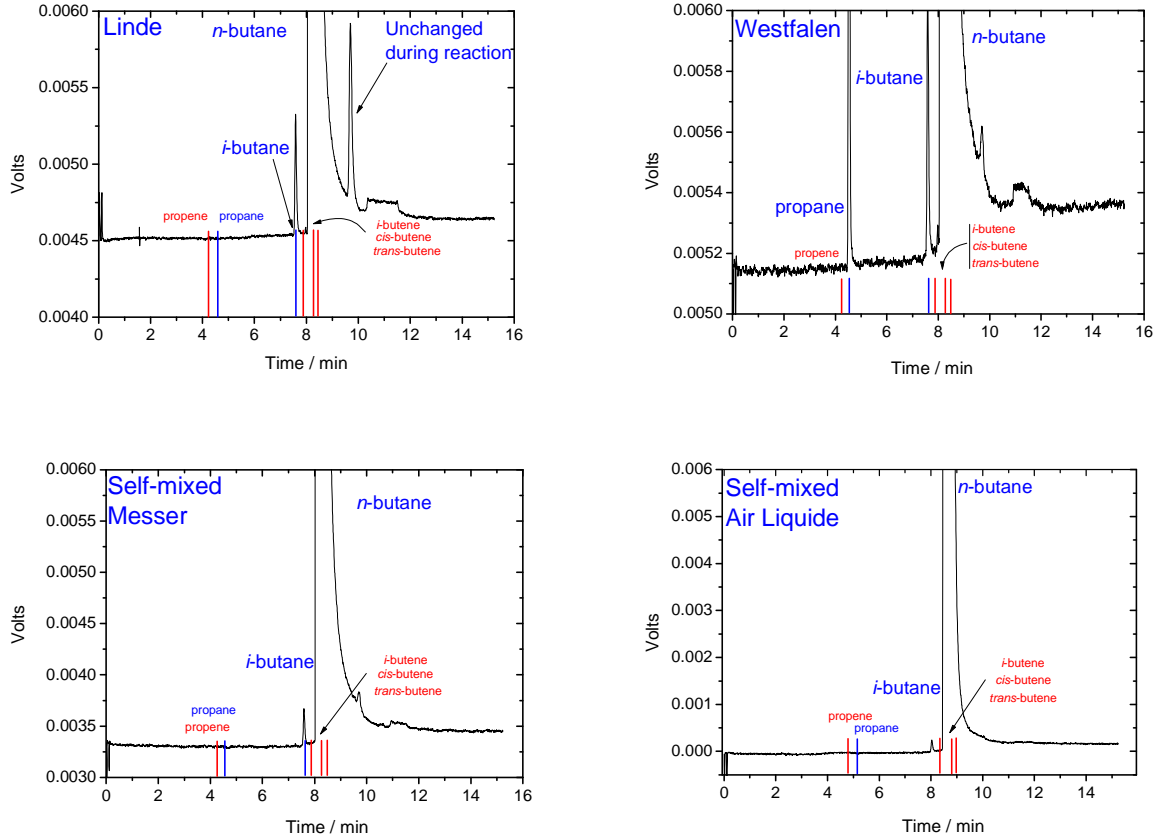 Linde
n-butane
Unchanged
during reaction
i-butane
propene
propane
i-butene
cis-butene
trans-butene
Volts
0.0060
0.0055
0.0050
0.0045
0.0040
0 2 4 6 8 10 12 14 16
Time / min
Westfalen
n-butane
i-butane
propane
propene
i-butene
cis-butene
trans-butene
Volts
0.0060
0.0058
0.0056
0.0054
0.0052
0.0050
0 2 4 6 8 10 12 14 16
Time / min
Self-mixed
Messer
n-butane
i-butane
i-butene
cis-butene
trans-butene
propane
propene
Volts
0.0060
0.0055
0.0050
0.0045
0.0040
0.0035
0.0030
0 2 4 6 8 10 12 14 16
Time / min
Self-mixed
Air Liquide
n-butane
i-butene
cis-butene
trans-butene
i-butane
propene
propane
Volts
0.006
0.005
0.004
0.003
0.002
0.001
0.000
0 2 4 6 8 10 12 14
Time / min